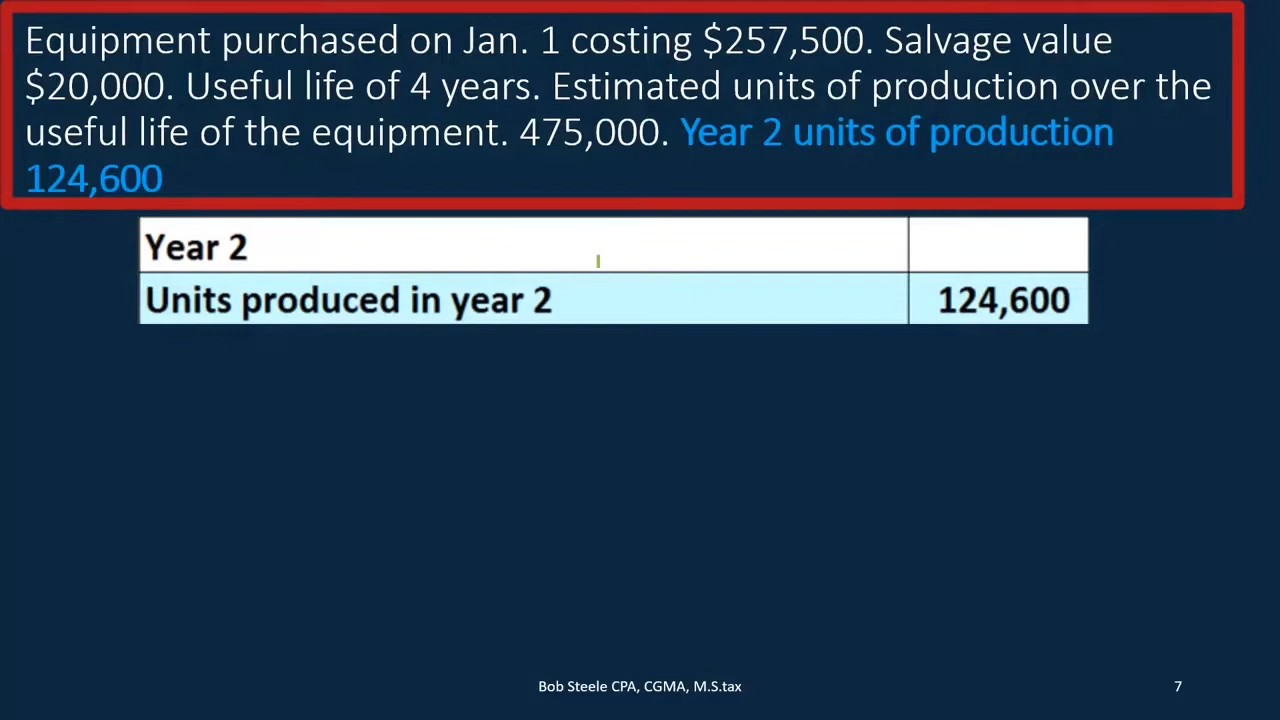 Equipment purchased on Jan. 1 costing $257,500. Salvage value
$20,000. Useful life of 4 years. Estimated units of production over the
useful life of the equipment. 475,000. Year 2 units of production
124,600
Year 2
Units produced in year 2 124,600
Bob Steele CPA, CGMA, M.S.tax 7